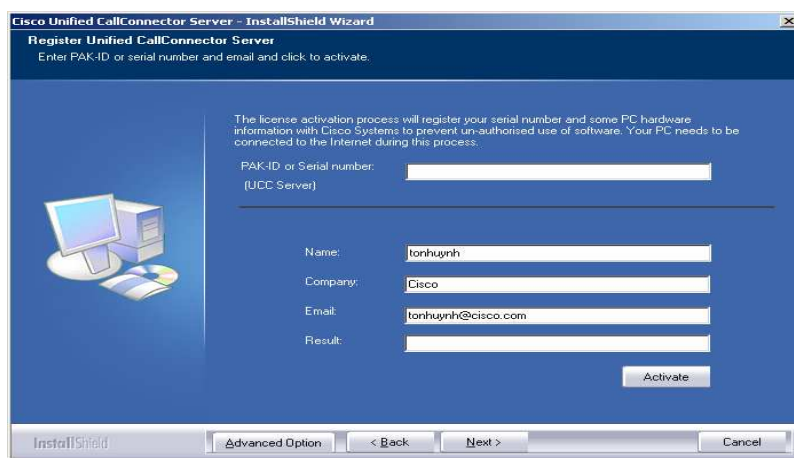 Cisco Unified CallConnector Server - InstallShield Wizard
Register Unified CallConnector Server
Enter PAK-ID or serial number and email and click to activate.
The license activation process will register your serial number and some PC hardware
information with Cisco Systems to prevent un-authorised use of software. Your PC needs to be
connected to the Internet during this process.
PAK-ID or Serial number:
(UCC Server)
Name: tonhuynh
Company: Cisco
Email: tonhuynh@cisco.com
Result:
Activate
InstallShield Advanced Option < Back Next > Cancel